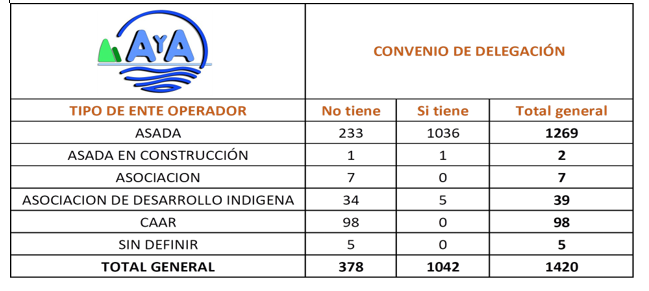 AyA
CONVENIO DE DELEGACIÓN
TIPO DE ENTE OPERADOR No tiene Si tiene Total general
ASADA 233 1036 1269
ASADA EN CONSTRUCCIÓN 1 1 2
ASOCIACION 7 0 7
ASOCIACION DE DESARROLLO INDIGENA 34 5 39
CAAR 98 0 98
SIN DEFINIR 5 0 5
TOTAL GENERAL 378 1042 1420